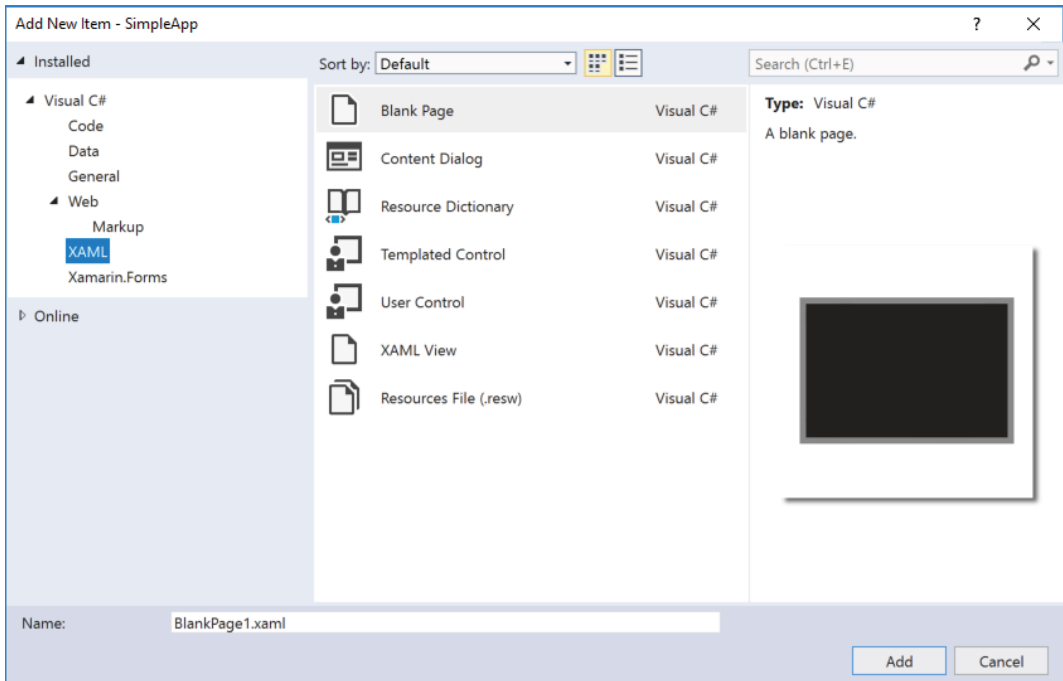 Add New Item - SimpleApp
?
Installed
Sort by: Default
Search (Ctrl+E)
Visual C#
Code
Data
General
Web
Markup
XAML
Xamarin.Forms
Online
Blank Page Visual C#
Content Dialog Visual C#
Resource Dictionary Visual C#
Templated Control Visual C#
User Control Visual C#
XAML View Visual C#
Resources File (.resw) Visual C#
Type: Visual C#
A blank page.
Name: BlankPage1.xaml
Add Cancel